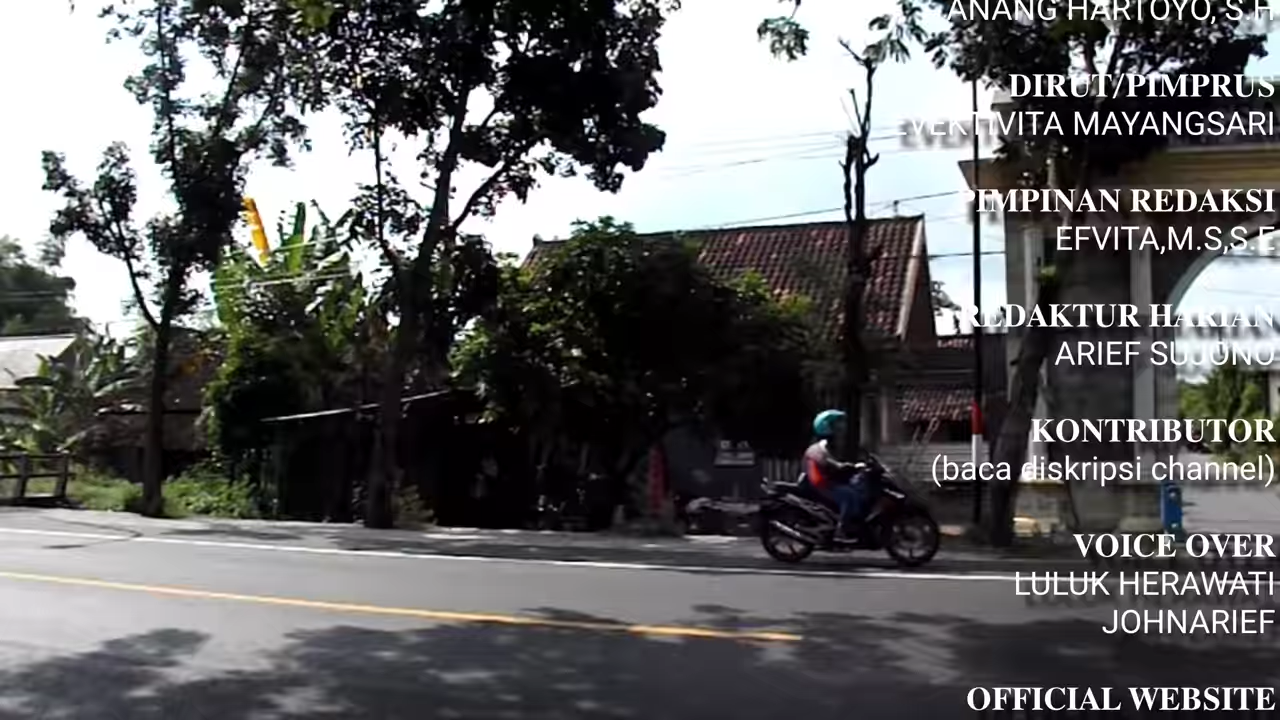 ANANG HARTOYO, S.H
DIRUT/PIMPRUS
EVEKTIVITA MAYANGSARI
PIMPINAN REDAKSI
EFVITA,M.S,S.E
REDAKTUR HARIAN
ARIEF SUJONO
KONTRIBUTOR
(baca diskripsi channel)
VOICE OVER
LULUK HERAWATI
JOHNARIEF
OFFICIAL WEBSITE